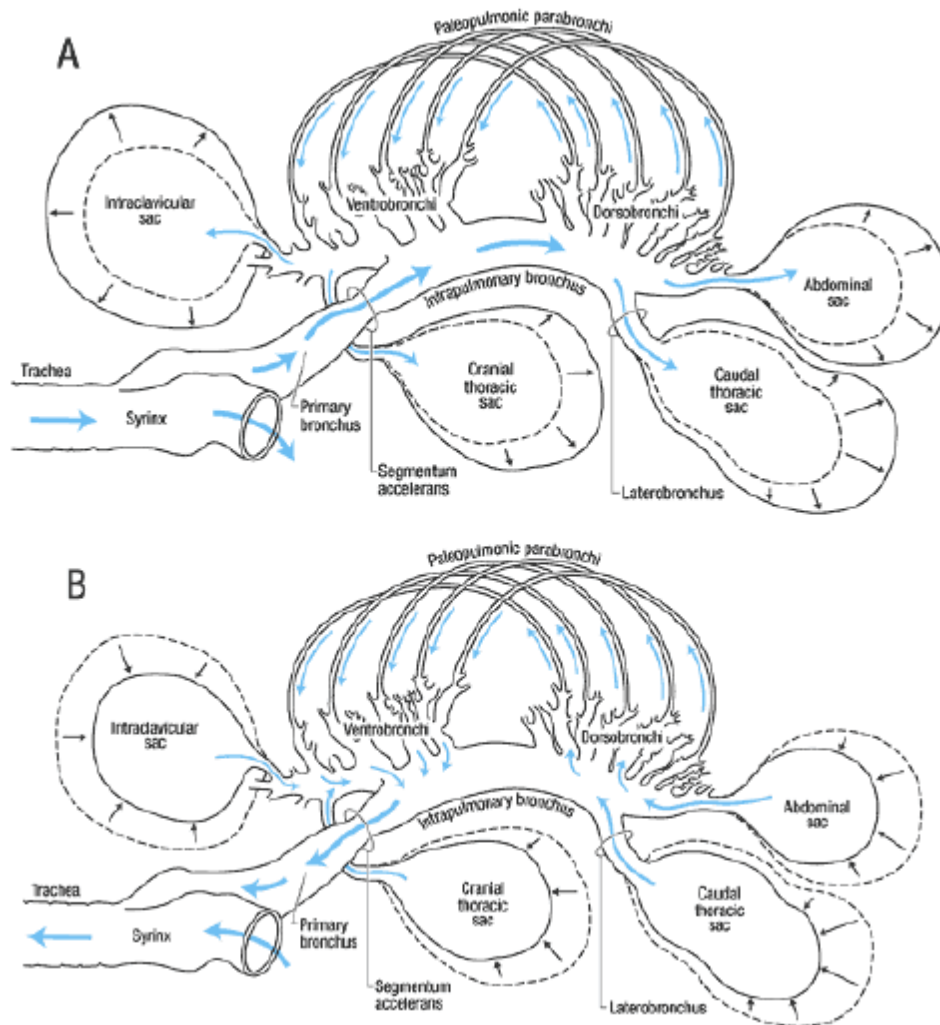 Paleopulmonic parabronchi
A
Intraclavicular
sac
Ventrobronchi
Dorsobronchi
Abdominal
sac
Intrapulmonary bronchus
Trachea
Cranial
thoracic
sac
Caudal
thoracic
sac
Syrinx
Primary
bronchus
Segmentum
accelerans
Laterobronchus
Paleopulmonic parabronchi
B
Intraclavicular
sac
Ventrobronchi
Dorsobronchi
Abdominal
sac
Intrapulmonary bronchus
Trachea
Cranial
thoracic
sac
Caudal
thoracic
sac
Syrinx
Primary
bronchus
Segmentum
accelerans
Laterobronchus